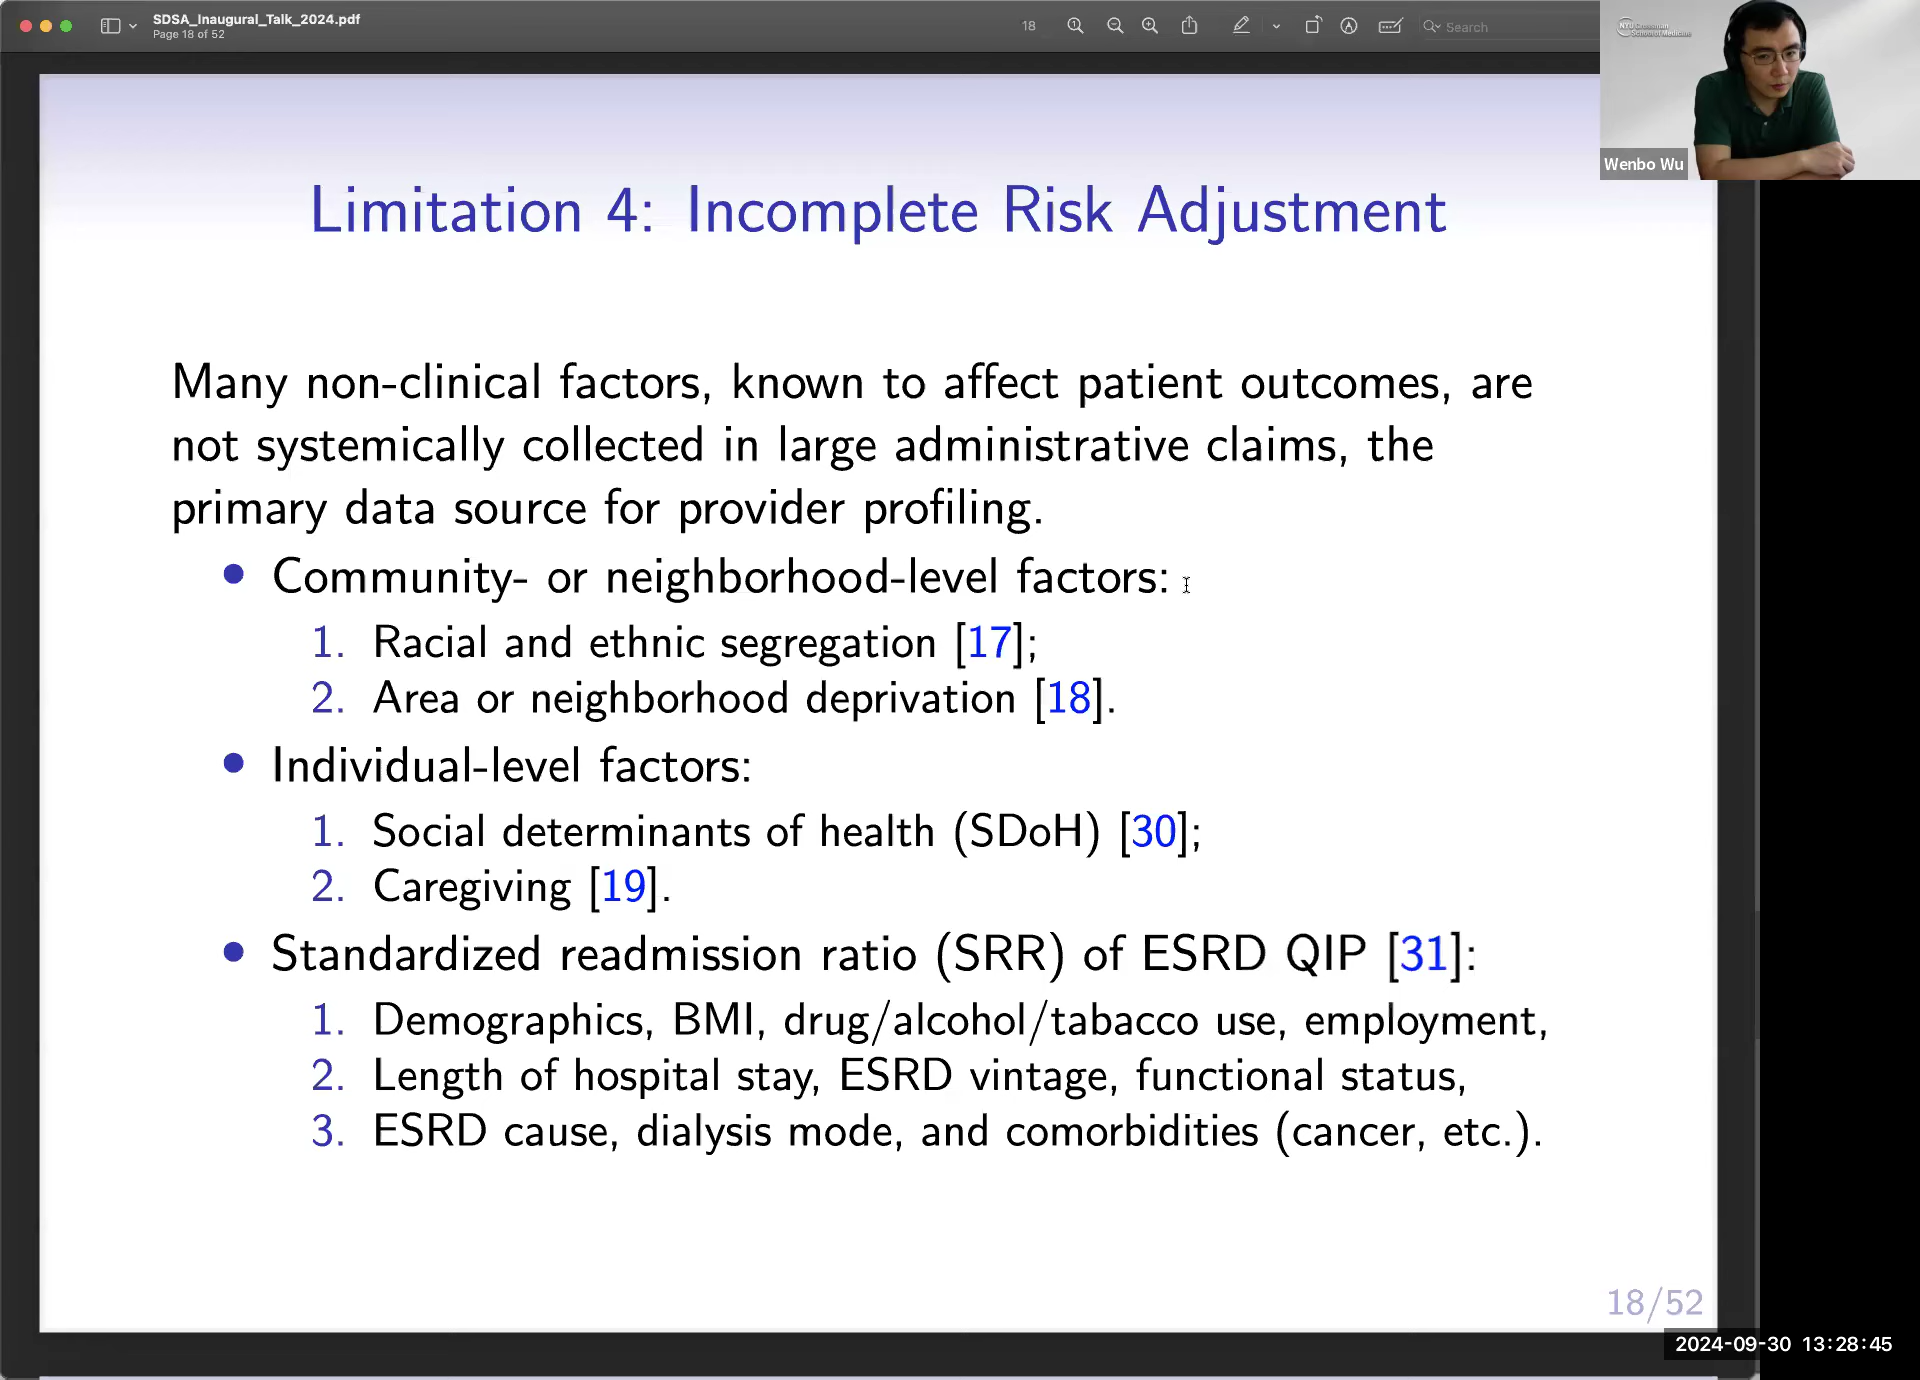 SDSA_Inaugural_Talk_2024.pdf
Page 18 of 52
18
Search
NYU Grossman
School of Medicine
Wenbo Wu
Limitation 4: Incomplete Risk Adjustment
Many non-clinical factors, known to affect patient outcomes, are
not systemically collected in large administrative claims, the
primary data source for provider profiling.
• Community- or neighborhood-level factors:
1. Racial and ethnic segregation [17];
2. Area or neighborhood deprivation [18].
• Individual-level factors:
1. Social determinants of health (SDoH) [30];
2. Caregiving [19].
• Standardized readmission ratio (SRR) of ESRD QIP [31]:
1. Demographics, BMI, drug/alcohol/tabacco use, employment,
2. Length of hospital stay, ESRD vintage, functional status,
3. ESRD cause, dialysis mode, and comorbidities (cancer, etc.).
18/52
2024-09-30 13:28:45